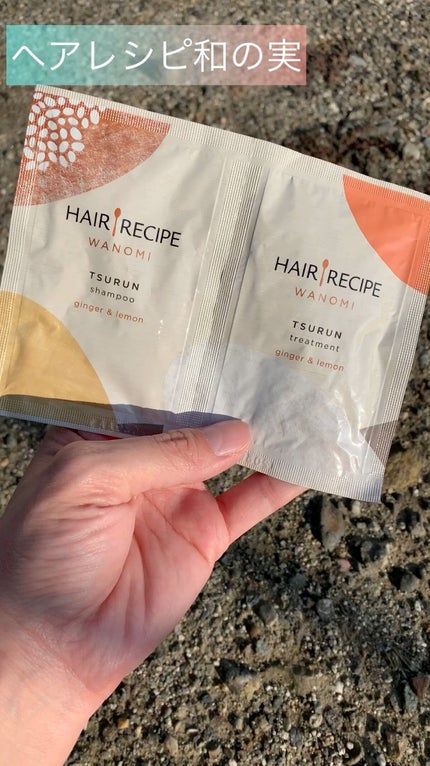 ヘアレシピ和の実
HAIR RECIPE
WANOMI
TSURUN
shampoo
ginger & lemon
HAIR RECIPE
WANOMI
TSURUN
treatment
ginger & lemon